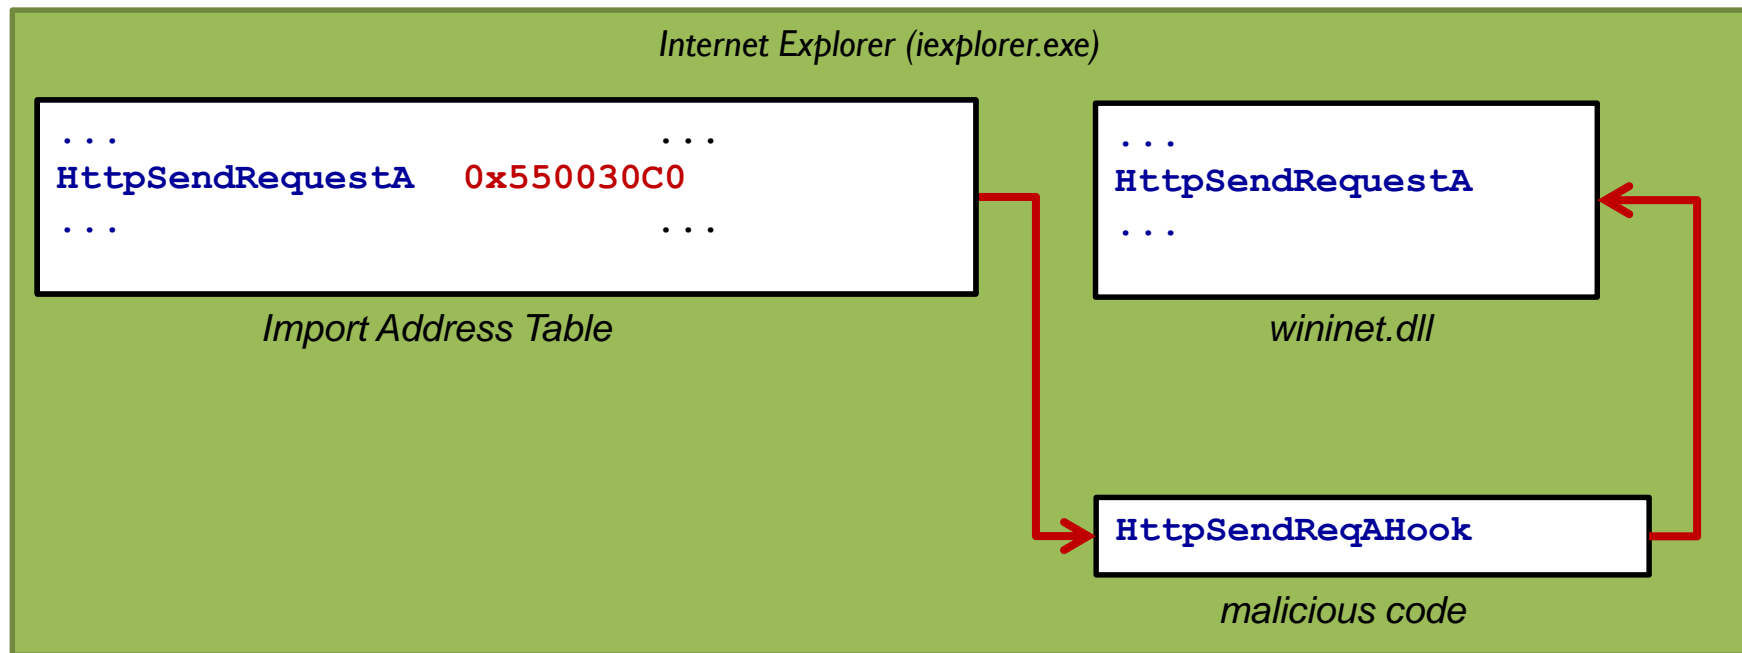 Internet Explorer (iexplorer.exe)
... ...
HttpSendRequestA 0x550030C0
... ...
Import Address Table
...
HttpSendRequestA
...
wininet.dll
HttpSendReqAHook
malicious code